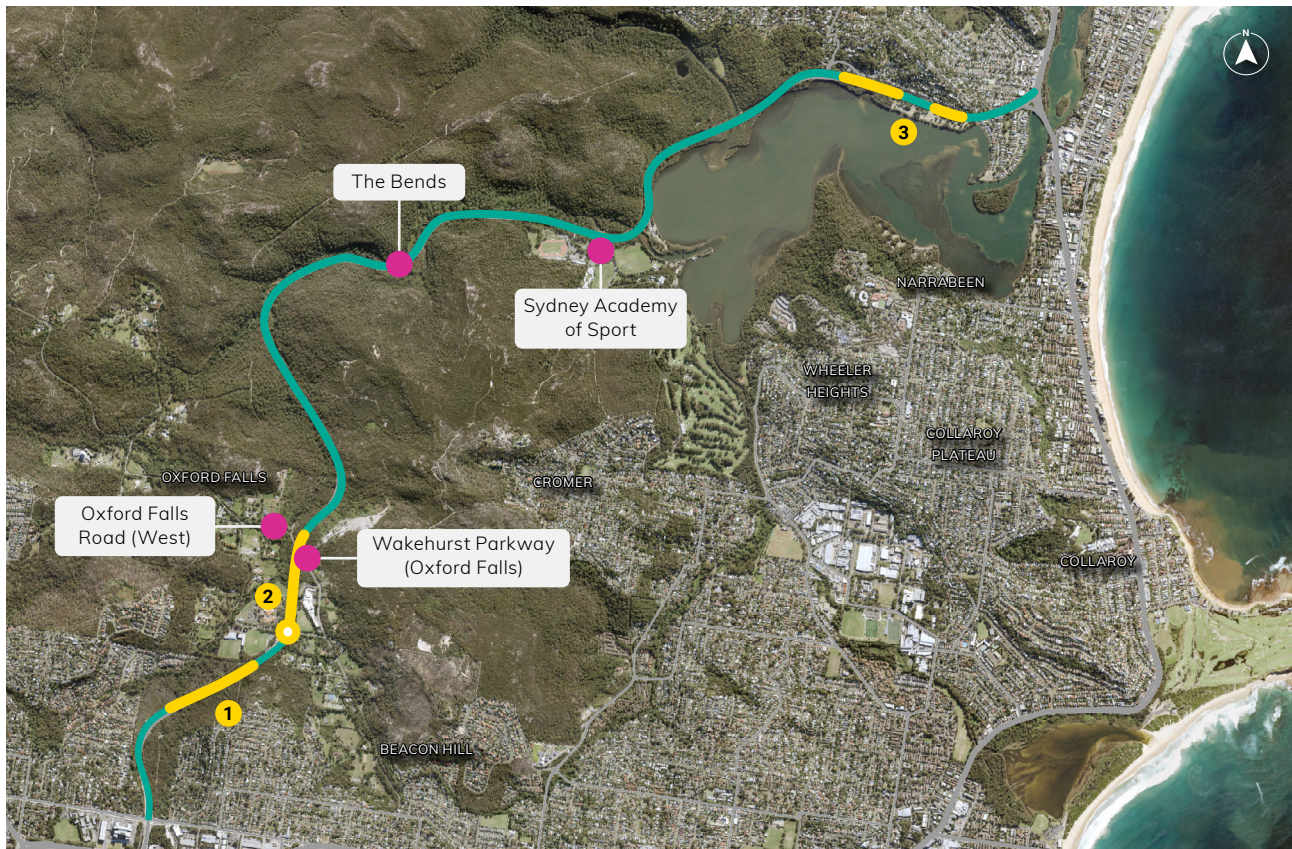 N
3
The Bends
Sydney Academy
of Sport
NARRABEEN
WHEELER
HEIGHTS
COLLAROY
PLATEAU
OXFORD FALLS
CROMER
Oxford Falls
Road (West)
Wakehurst Parkway
(Oxford Falls)
COLLAROY
2
1
BEACON HILL